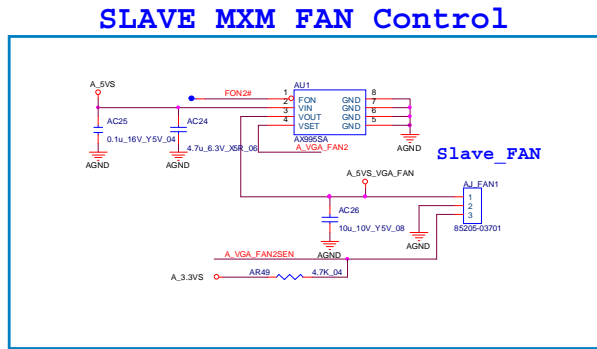 SLAVE MXM FAN Control
A_5VS
FON2#
AU1
1 FON GND 8
2 VIN GND 7
3 VOUT GND 6
4 VSET GND 5
AX995SA
AC25
0.1u_16V_Y5V_04
AC24
4.7u_6.3V_X5R_06
AGND
AGND
AGND
A_VGA_FAN2
Slave_FAN
A_5VS_VGA_FAN
AJ_FAN1
1
2
3
85205-03701
AC26
10u_10V_Y5V_08
AGND
AGND
A_VGA_FAN2SEN
A_3.3VS
AR49
4.7K_04